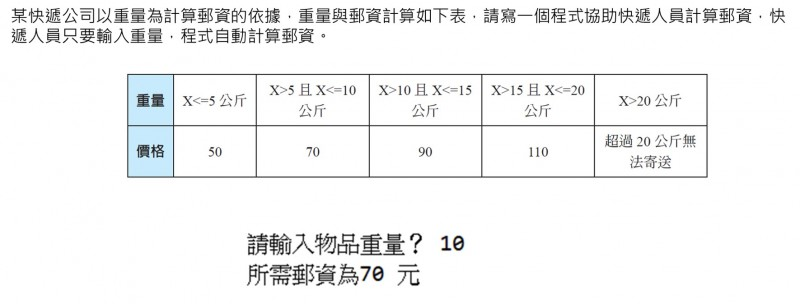 某快遞公司以重量為計算郵資的依據，重量與郵資計算如下表，請寫一個程式協助快遞人員計算郵資，快
遞人員只要輸入重量，程式自動計算郵資。
重量 X<=5 公斤 X>5 且 X<=10 公斤 X>10 且 X<=15 公斤 X>15 且 X<=20 公斤 X>20 公斤
價格 50 70 90 110 超過 20 公斤無法寄送
請輸入物品重量? 10
所需郵資為70 元